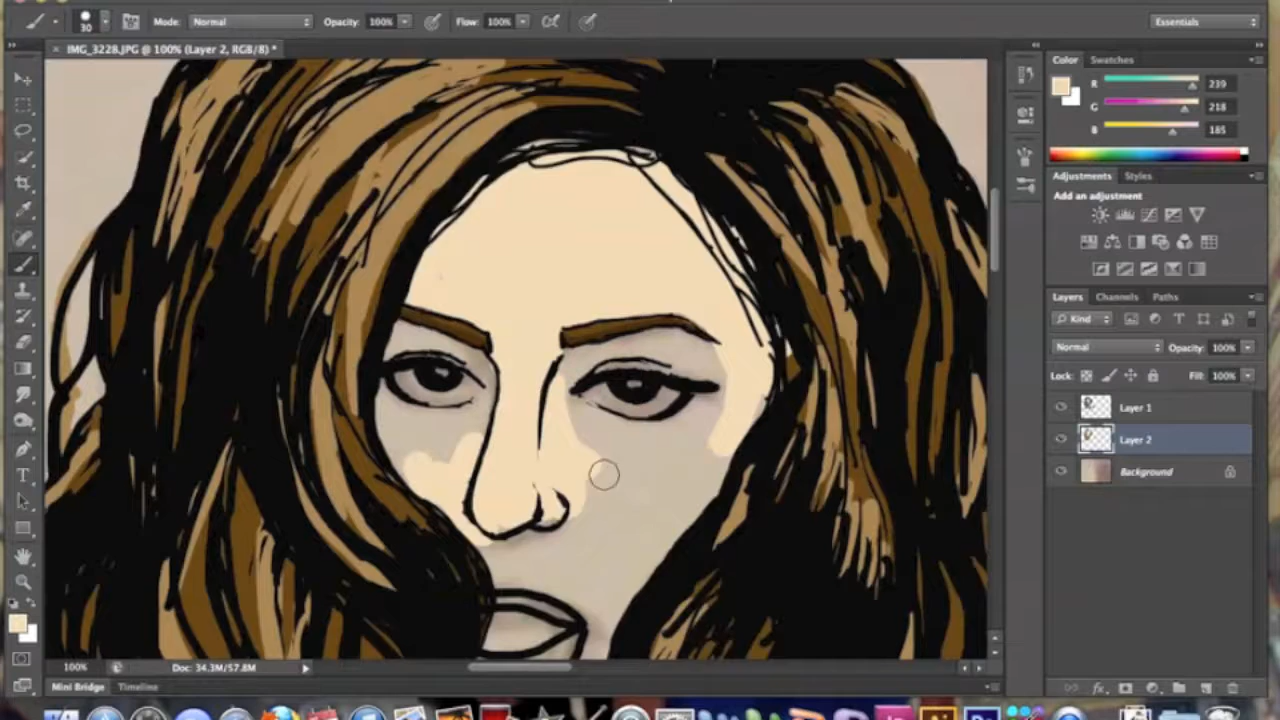 30 Mode: Normal Opacity: 100% Flow: 100% Essentials
IMG_3228.JPG @ 100% (Layer 2, RGB/8) *
Color Swatches
R 239
G 218
B 185
Adjustments Styles
Add an adjustment
Layers Channels Paths
Kind
Normal Opacity: 100%
Lock: Fill: 100%
Layer 1
Layer 2
Background
100% Doc: 34.3M/57.8M
Mini Bridge Timeline